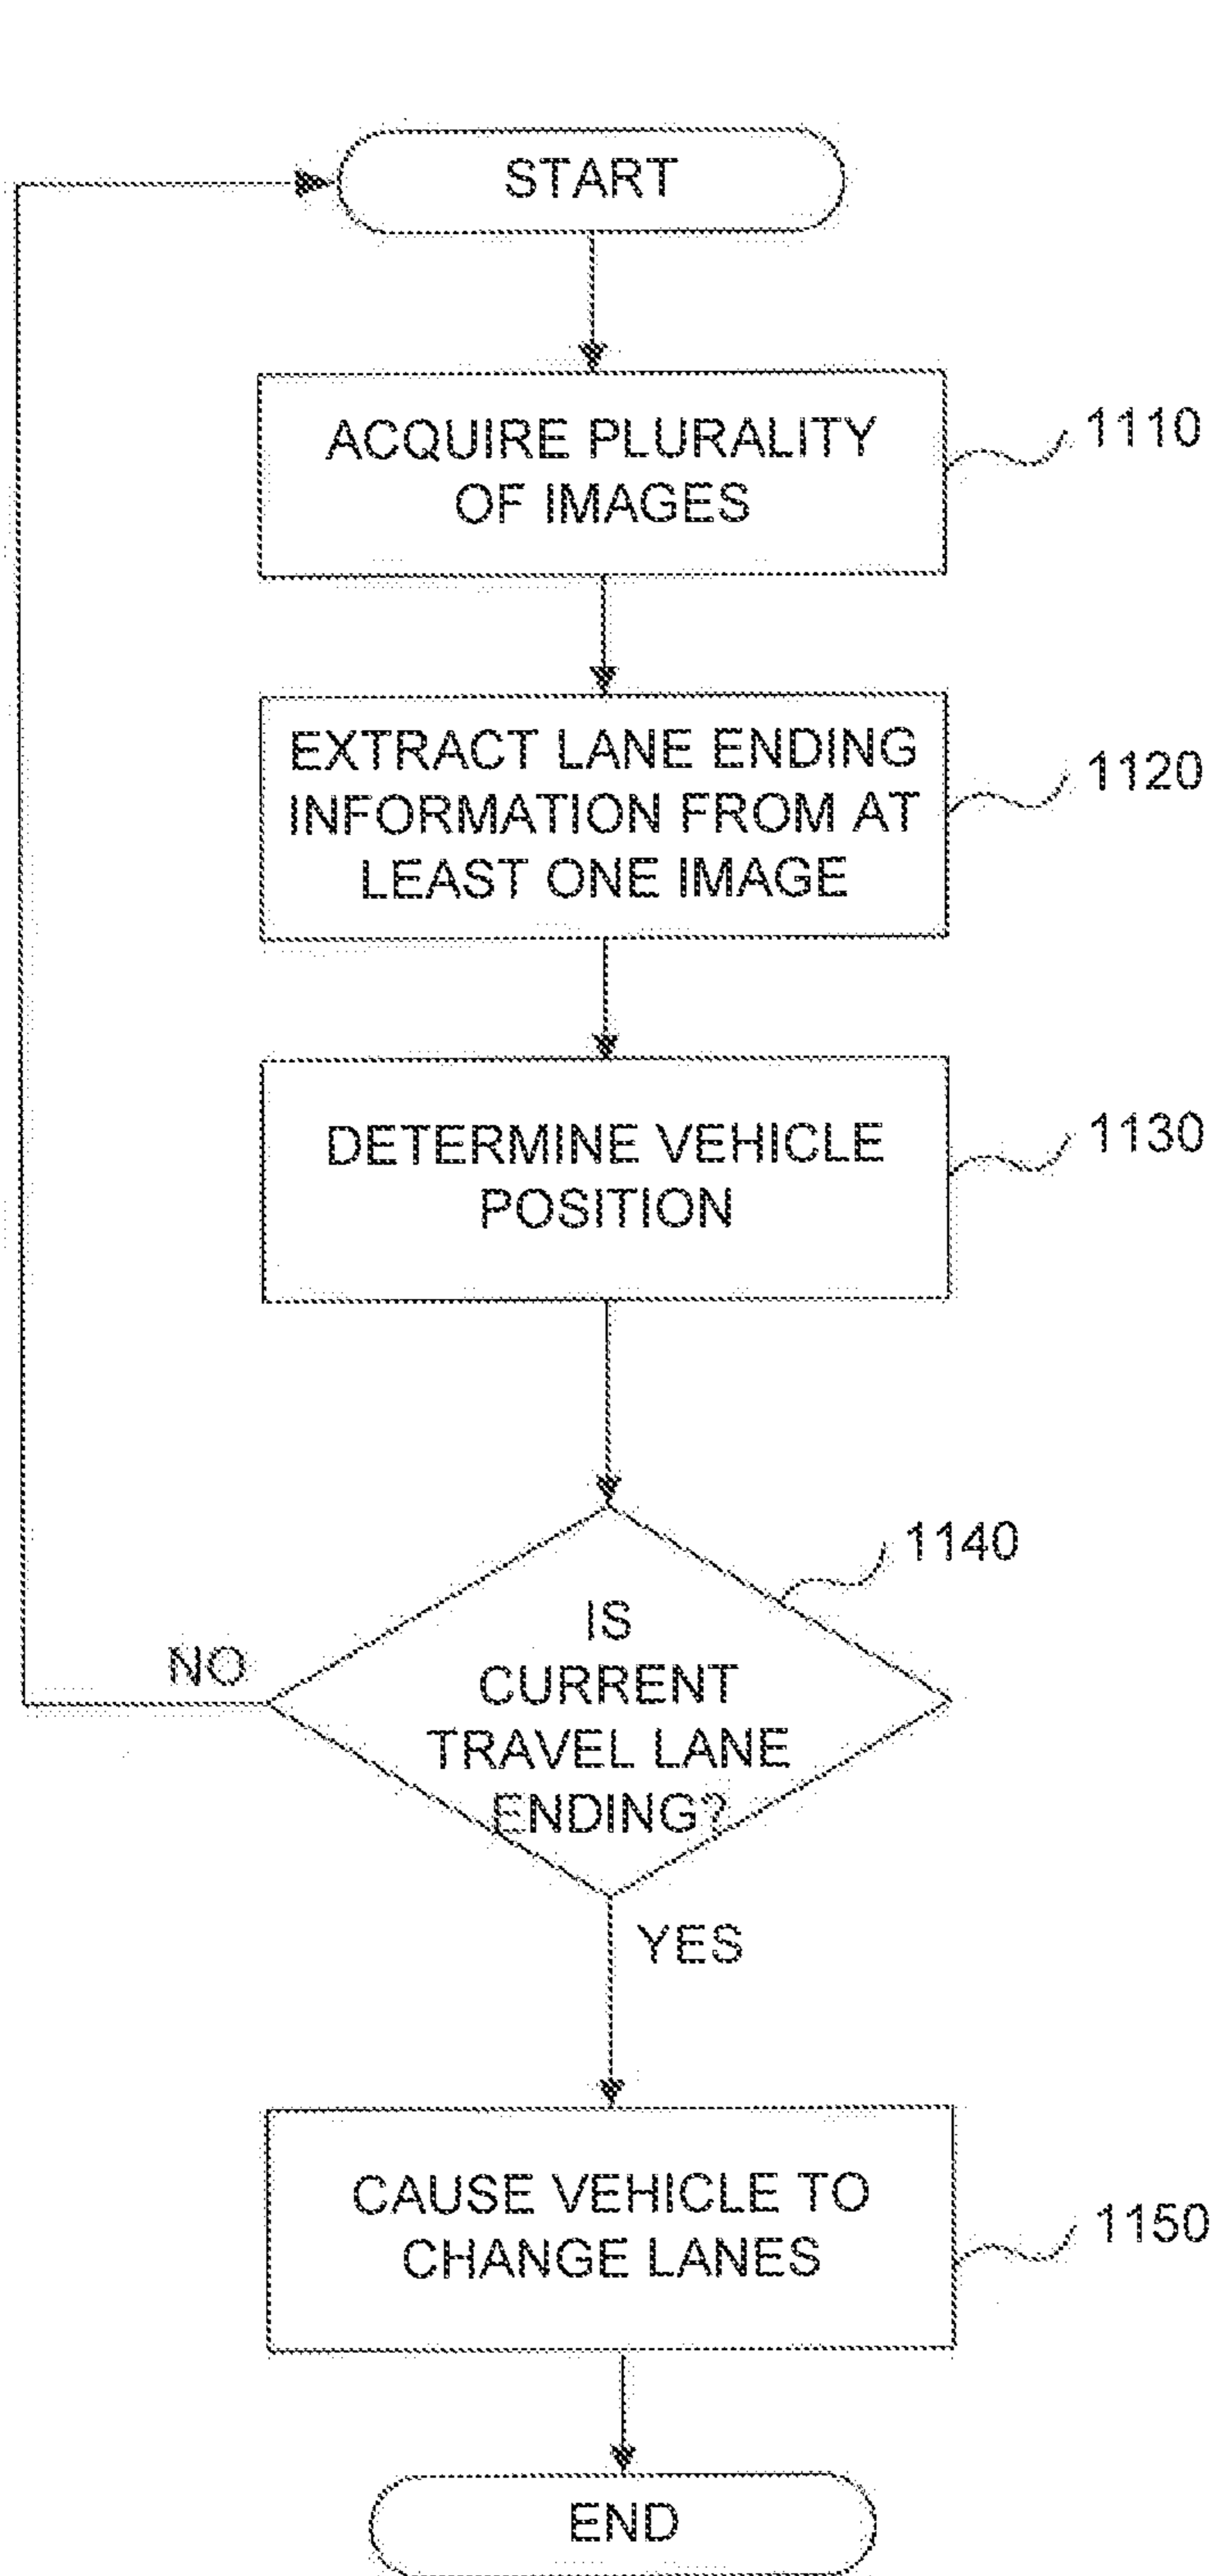 START
ACQUIRE PLURALITY
OF IMAGES
1110
EXTRACT LANE ENDING
INFORMATION FROM AT
LEAST ONE IMAGE
1120
DETERMINE VEHICLE
POSITION
1130
IS
CURRENT
TRAVEL LANE
ENDING?
1140
NO
YES
CAUSE VEHICLE TO
CHANGE LANES
1150
END